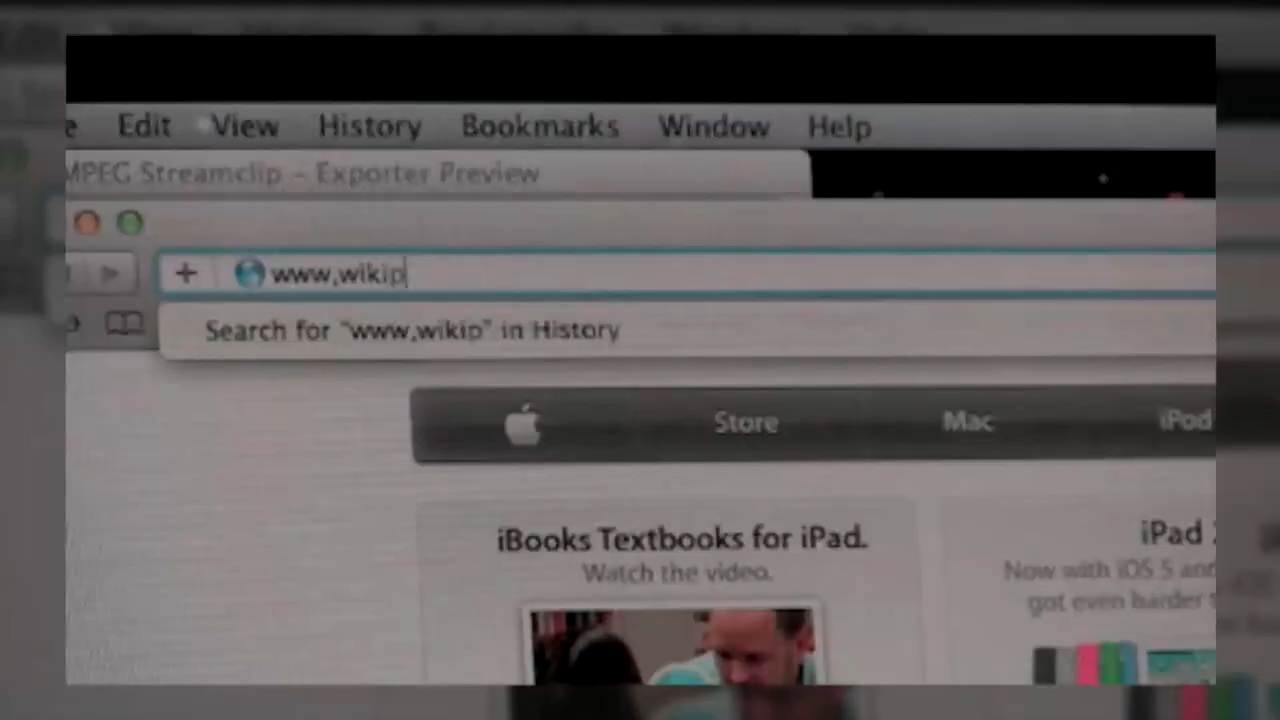 Edit View History Bookmarks Window Help
MPEG Streamclip – Exporter Preview
www,wikip
Search for "www,wikip" in History
Store Mac iPod
iBooks Textbooks for iPad.
iPad
Watch the video.
Now with iOS 5 and
got even harder